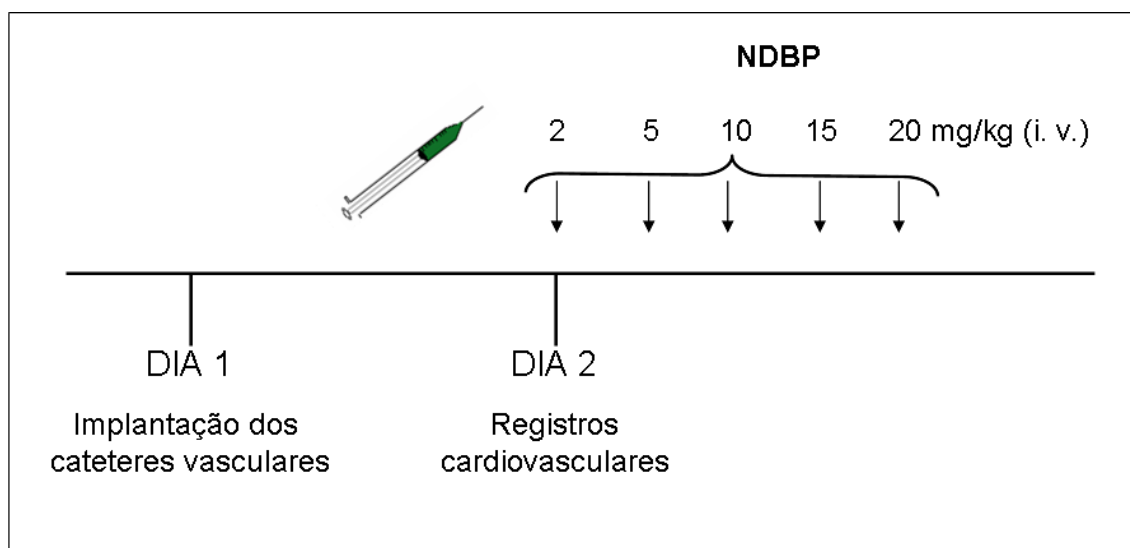 NDBP
2 5 10 15 20 mg/kg (i. v.)
DIA 1
Implantação dos
cateteres vasculares
DIA 2
Registros
cardiovasculares